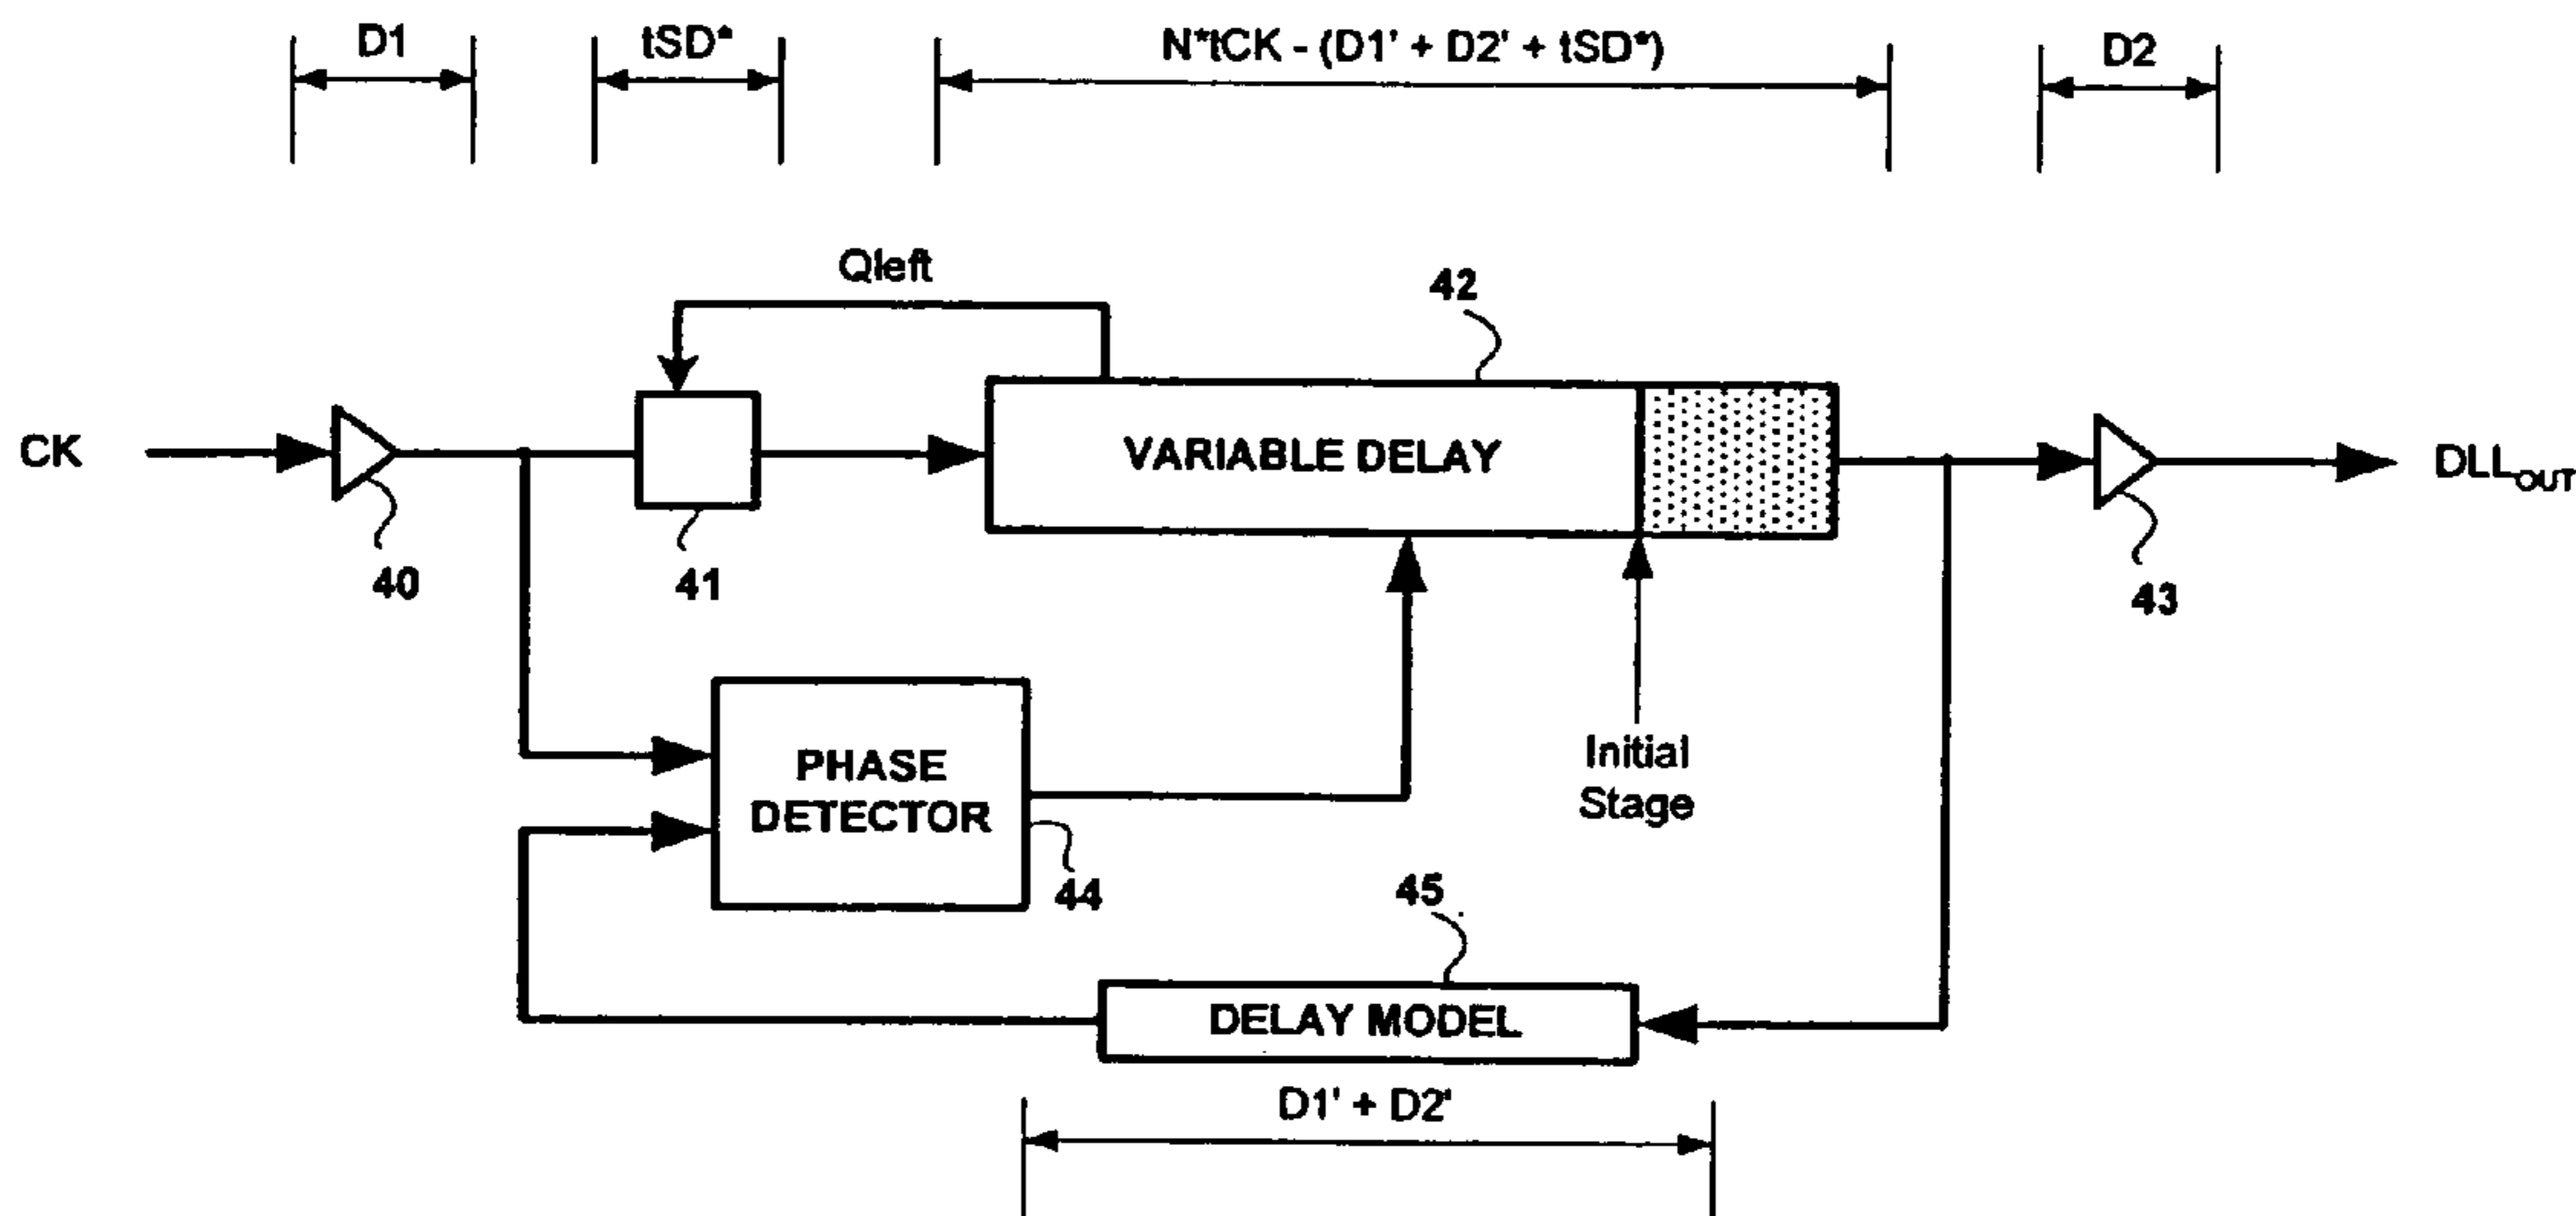 D1
tSD*
N*tCK - (D1' + D2' + tSD*)
D2
Qleft
42
CK
VARIABLE DELAY
DLLOUT
40
41
43
PHASE
DETECTOR
Initial
Stage
44
45
DELAY MODEL
D1' + D2'